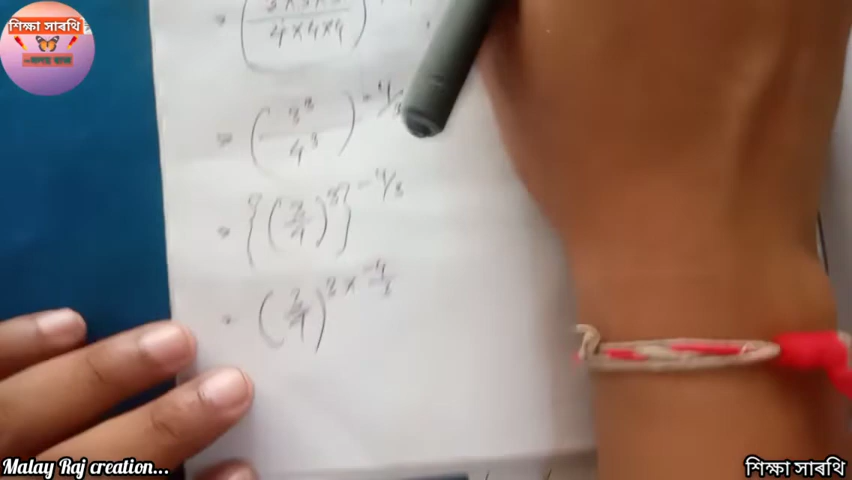 শিক্ষা সাৰথি
= (3×3×3 / 4×4×4)
= (3³ / 4³)^-4/3
= {(3/4)^3}^-4/3
= (3/4)^3 × -4/3
Malay Raj creation...
শিক্ষা সাৰথি